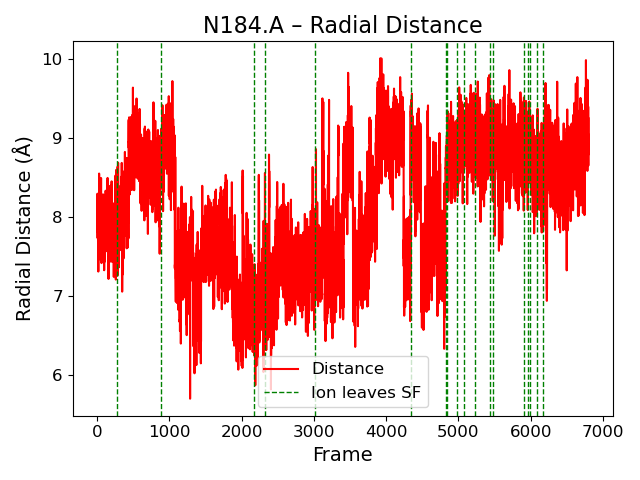 N184.A – Radial Distance
Radial Distance (Å)
10
9
8
7
6
0
1000
2000
3000
4000
5000
6000
7000
Frame
Distance
Ion leaves SF